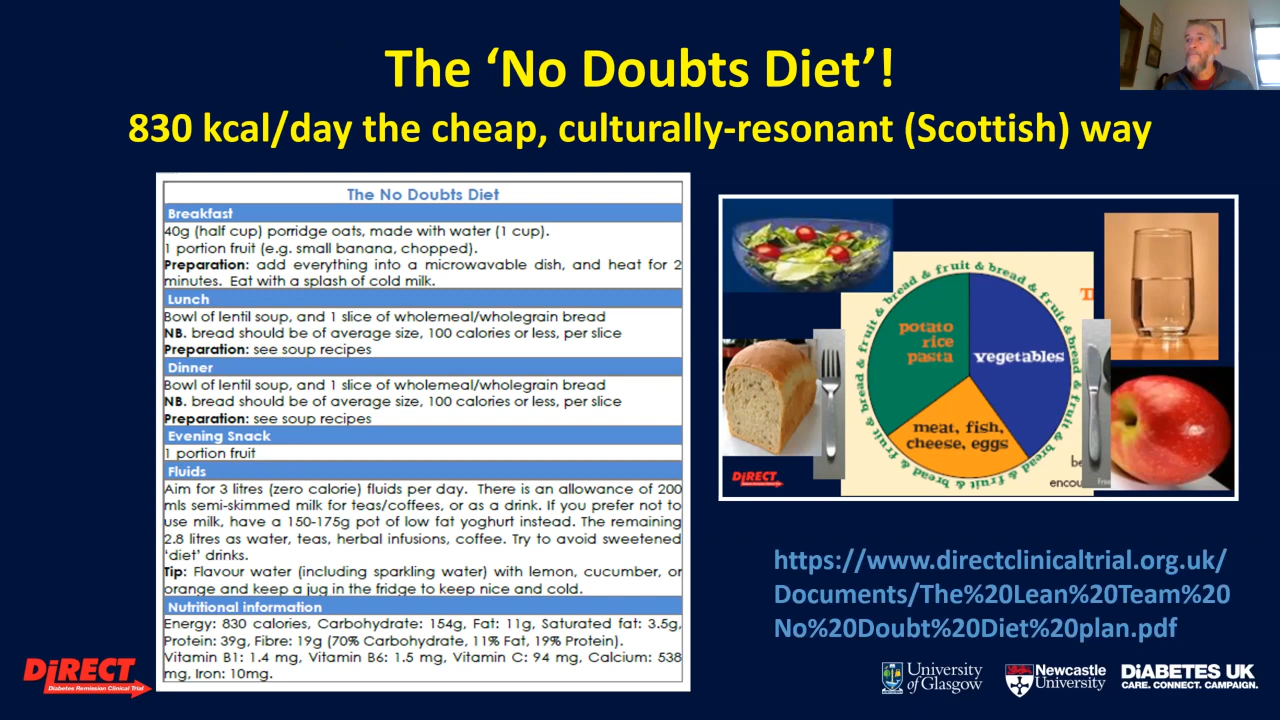 The ‘No Doubts Diet’!
830 kcal/day the cheap, culturally-resonant (Scottish) way
The No Doubts Diet
Breakfast
40g (half cup) porridge oats, made with water (1 cup).
1 portion fruit (e.g. small banana, chopped).
Preparation: add everything into a microwavable dish, and heat for 2
minutes. Eat with a splash of cold milk.
Lunch
Bowl of lentil soup, and 1 slice of wholemeal/wholegrain bread
NB. bread should be of average size, 100 calories or less, per slice
Preparation: see soup recipes
Dinner
Bowl of lentil soup, and 1 slice of wholemeal/wholegrain bread
NB. bread should be of average size, 100 calories or less, per slice
Preparation: see soup recipes
Evening Snack
1 portion fruit
Fluids
Aim for 3 litres (zero calorie) fluids per day. There is an allowance of 200
mls semi-skimmed milk for teas/coffees, or as a drink. If you prefer not to
use milk, have a 150-175g pot of low fat yoghurt instead. The remaining
2.8 litres as water, teas, herbal infusions, coffee. Try to avoid sweetened
‘diet’ drinks.
Tip: Flavour water (including sparkling water) with lemon, cucumber, or
orange and keep a jug in the fridge to keep nice and cold.
Nutritional information
Energy: 830 calories, Carbohydrate: 154g, Fat: 11g, Saturated fat: 3.5g,
Protein: 39g, Fibre: 19g (70% Carbohydrate, 11% Fat, 19% Protein).
Vitamin B1: 1.4 mg, Vitamin B6: 1.5 mg, Vitamin C: 94 mg, Calcium: 538
mg, Iron: 10mg.
bread & fruit & bread & fruit & bread & fruit & bread & fruit & bread & fruit &
potato
rice
pasta
vegetables
meat, fish,
cheese, eggs
be
encou
Free
DiRECT
https://www.directclinicaltrial.org.uk/
Documents/The%20Lean%20Team%20
No%20Doubt%20Diet%20plan.pdf
DiRECT
Diabetes Remission Clinical Trial
University
of Glasgow
Newcastle
University
DiABETES UK
CARE. CONNECT. CAMPAIGN.